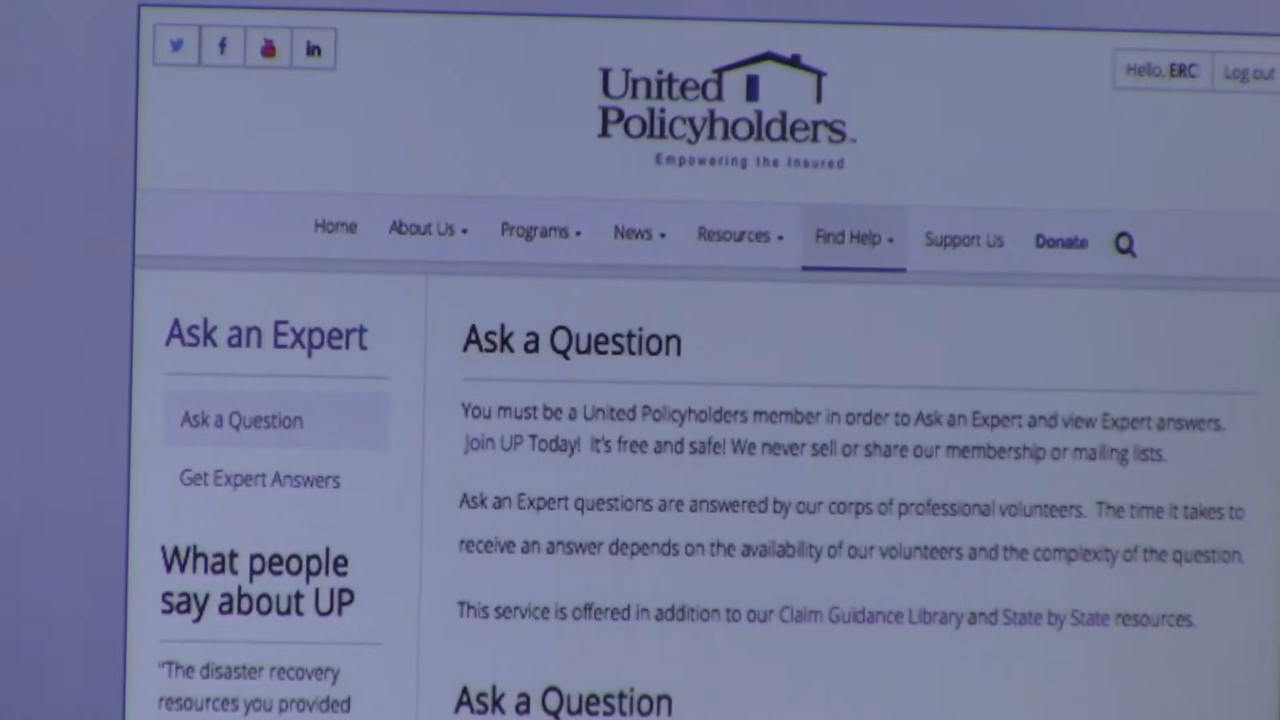 in
United
Policyholders
Empowering the Insured
Hello, ERC
Log out
Home
About Us
Programs
News
Resources
Find Help
Support Us
Donate
Ask an Expert
Ask a Question
Get Expert Answers
What people
say about UP
"The disaster recovery
resources you provided
Ask a Question
You must be a United Policyholders member in order to Ask an Expert and view Expert answers.
Join UP Today! It's free and safe! We never sell or share our membership or mailing lists.
Ask an Expert questions are answered by our corps of professional volunteers. The time it takes to
receive an answer depends on the availability of our volunteers and the complexity of the question.
This service is offered in addition to our Claim Guidance Library and State by State resources.
Ask a Question